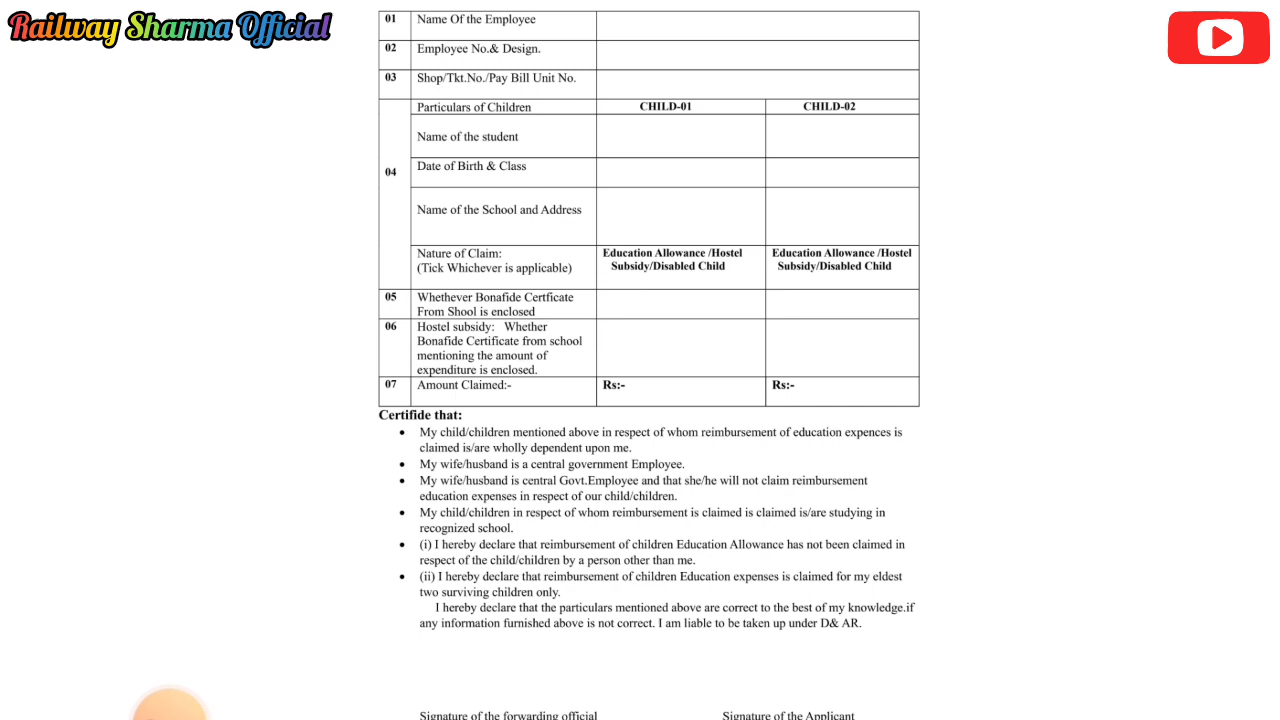 Railway Sharma Official
01 Name Of the Employee
02 Employee No.& Design.
03 Shop/Tkt.No./Pay Bill Unit No.
04 Particulars of Children CHILD-01 CHILD-02
Name of the student
Date of Birth & Class
Name of the School and Address
Nature of Claim: Education Allowance /Hostel Education Allowance /Hostel
(Tick Whichever is applicable) Subsidy/Disabled Child Subsidy/Disabled Child
05 Whethever Bonafide Certficate
From Shool is enclosed
06 Hostel subsidy: Whether
Bonafide Certificate from school
mentioning the amount of
expenditure is enclosed.
07 Amount Claimed:- Rs:- Rs:-
Certifide that:
• My child/children mentioned above in respect of whom reimbursement of education expences is
claimed is/are wholly dependent upon me.
• My wife/husband is a central government Employee.
• My wife/husband is central Govt.Employee and that she/he will not claim reimbursement
education expenses in respect of our child/children.
• My child/children in respect of whom reimbursement is claimed is claimed is/are studying in
recognized school.
• (i) I hereby declare that reimbursement of children Education Allowance has not been claimed in
respect of the child/children by a person other than me.
• (ii) I hereby declare that reimbursement of children Education expenses is claimed for my eldest
two surviving children only.
I hereby declare that the particulars mentioned above are correct to the best of my knowledge.if
any information furnished above is not correct. I am liable to be taken up under D& AR.
Signature of the forwarding official Signature of the Applicant